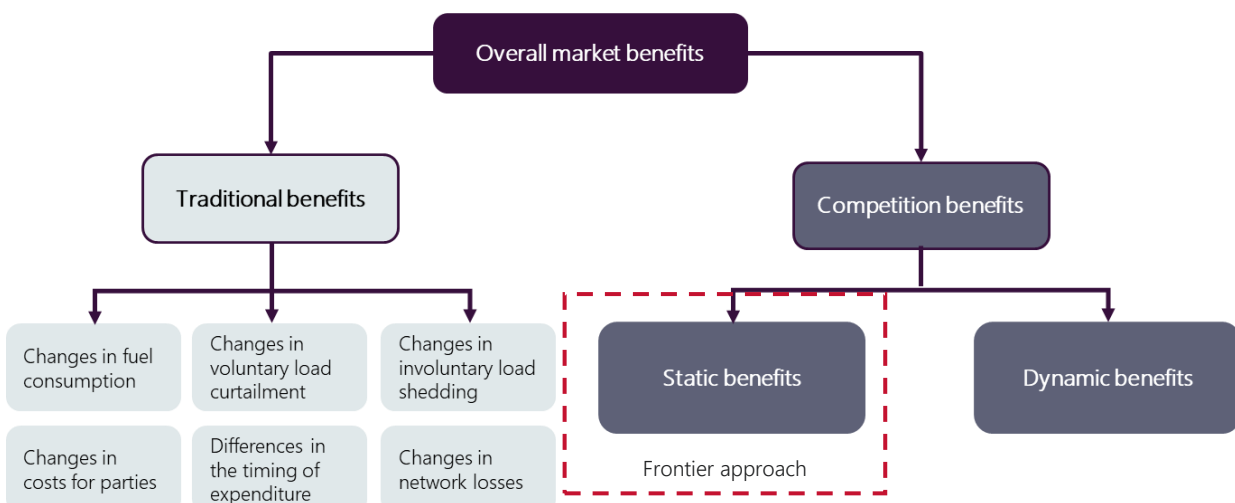 Overall market benefits
Traditional benefits
Competition benefits
Changes in fuel
consumption
Changes in
voluntary load
curtailment
Changes in
involuntary load
shedding
Static benefits
Dynamic benefits
Changes in
costs for parties
Differences in
the timing of
expenditure
Changes in
network losses
Frontier approach